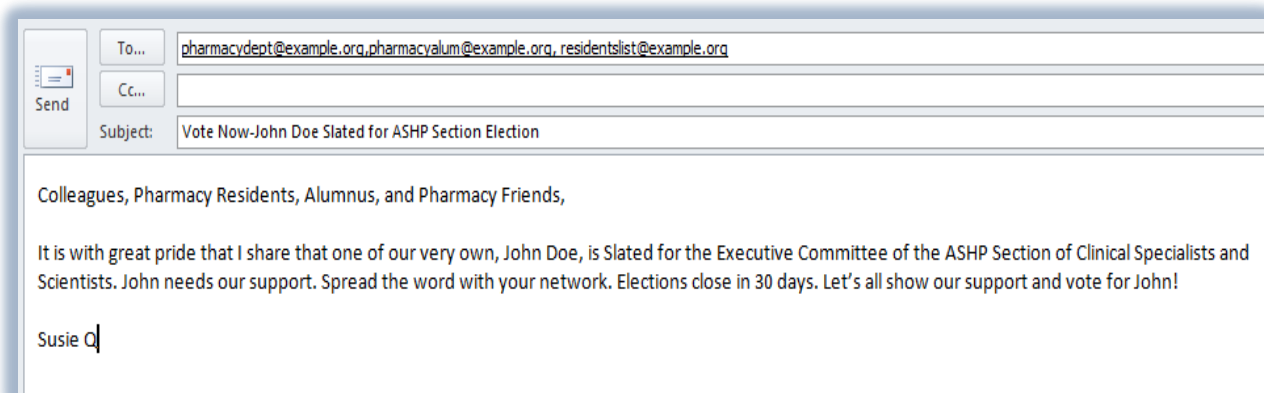 To...
pharmacydept@example.org,pharmacyalum@example.org, residentslist@example.org
Send
Cc...
Subject:
Vote Now-John Doe Slated for ASHP Section Election
Colleagues, Pharmacy Residents, Alumnus, and Pharmacy Friends,
It is with great pride that I share that one of our very own, John Doe, is Slated for the Executive Committee of the ASHP Section of Clinical Specialists and
Scientists. John needs our support. Spread the word with your network. Elections close in 30 days. Let's all show our support and vote for John!
Susie Q